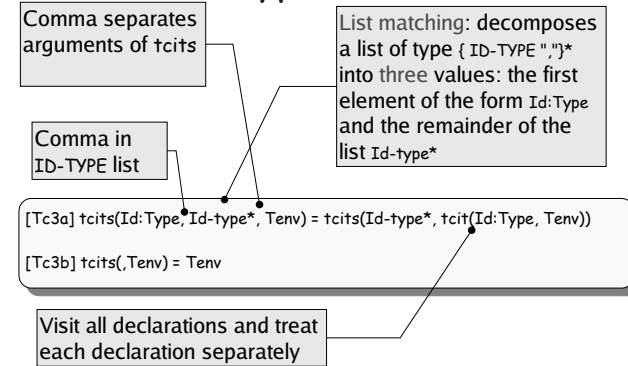 Comma separates
arguments of tcits
List matching: decomposes
a list of type { ID-TYPE ","}*
into three values: the first
element of the form Id:Type
and the remainder of the
list Id-type*
Comma in
ID-TYPE list
[Tc3a] tcits(Id:Type, Id-type*, Tenv) = tcits(Id-type*, tcit(Id:Type, Tenv))
[Tc3b] tcits(,Tenv) = Tenv
Visit all declarations and treat
each declaration separately